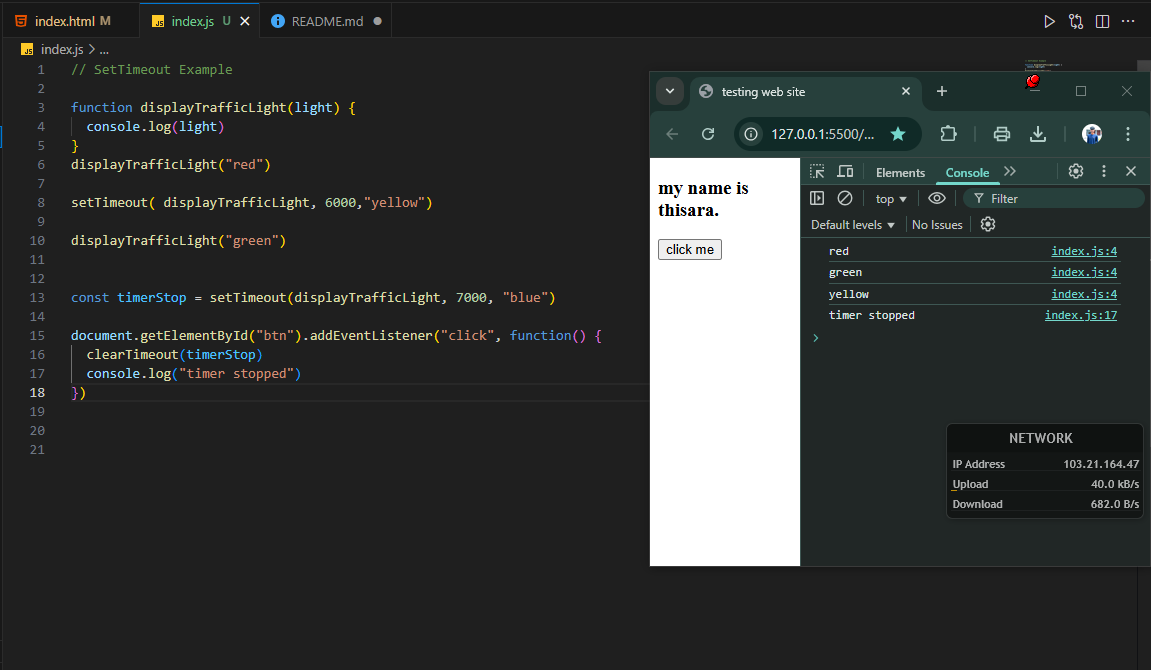 index.html M
index.js U
README.md
index.js > ...
1 // SetTimeout Example
2
3 function displayTrafficLight(light) {
4 console.log(light)
5 }
6 displayTrafficLight("red")
7
8 setTimeout( displayTrafficLight, 6000,"yellow")
9
10 displayTrafficLight("green")
11
12
13 const timerStop = setTimeout(displayTrafficLight, 7000, "blue")
14
15 document.getElementById("btn").addEventListener("click", function() {
16 clearTimeout(timerStop)
17 console.log("timer stopped")
18 })
19
20
21
testing web site
127.0.0.1:5500/...
my name is
thisara.
click me
Elements Console
top Filter
Default levels No Issues
red index.js:4
green index.js:4
yellow index.js:4
timer stopped index.js:17
NETWORK
IP Address 103.21.164.47
Upload 40.0 kB/s
Download 682.0 B/s